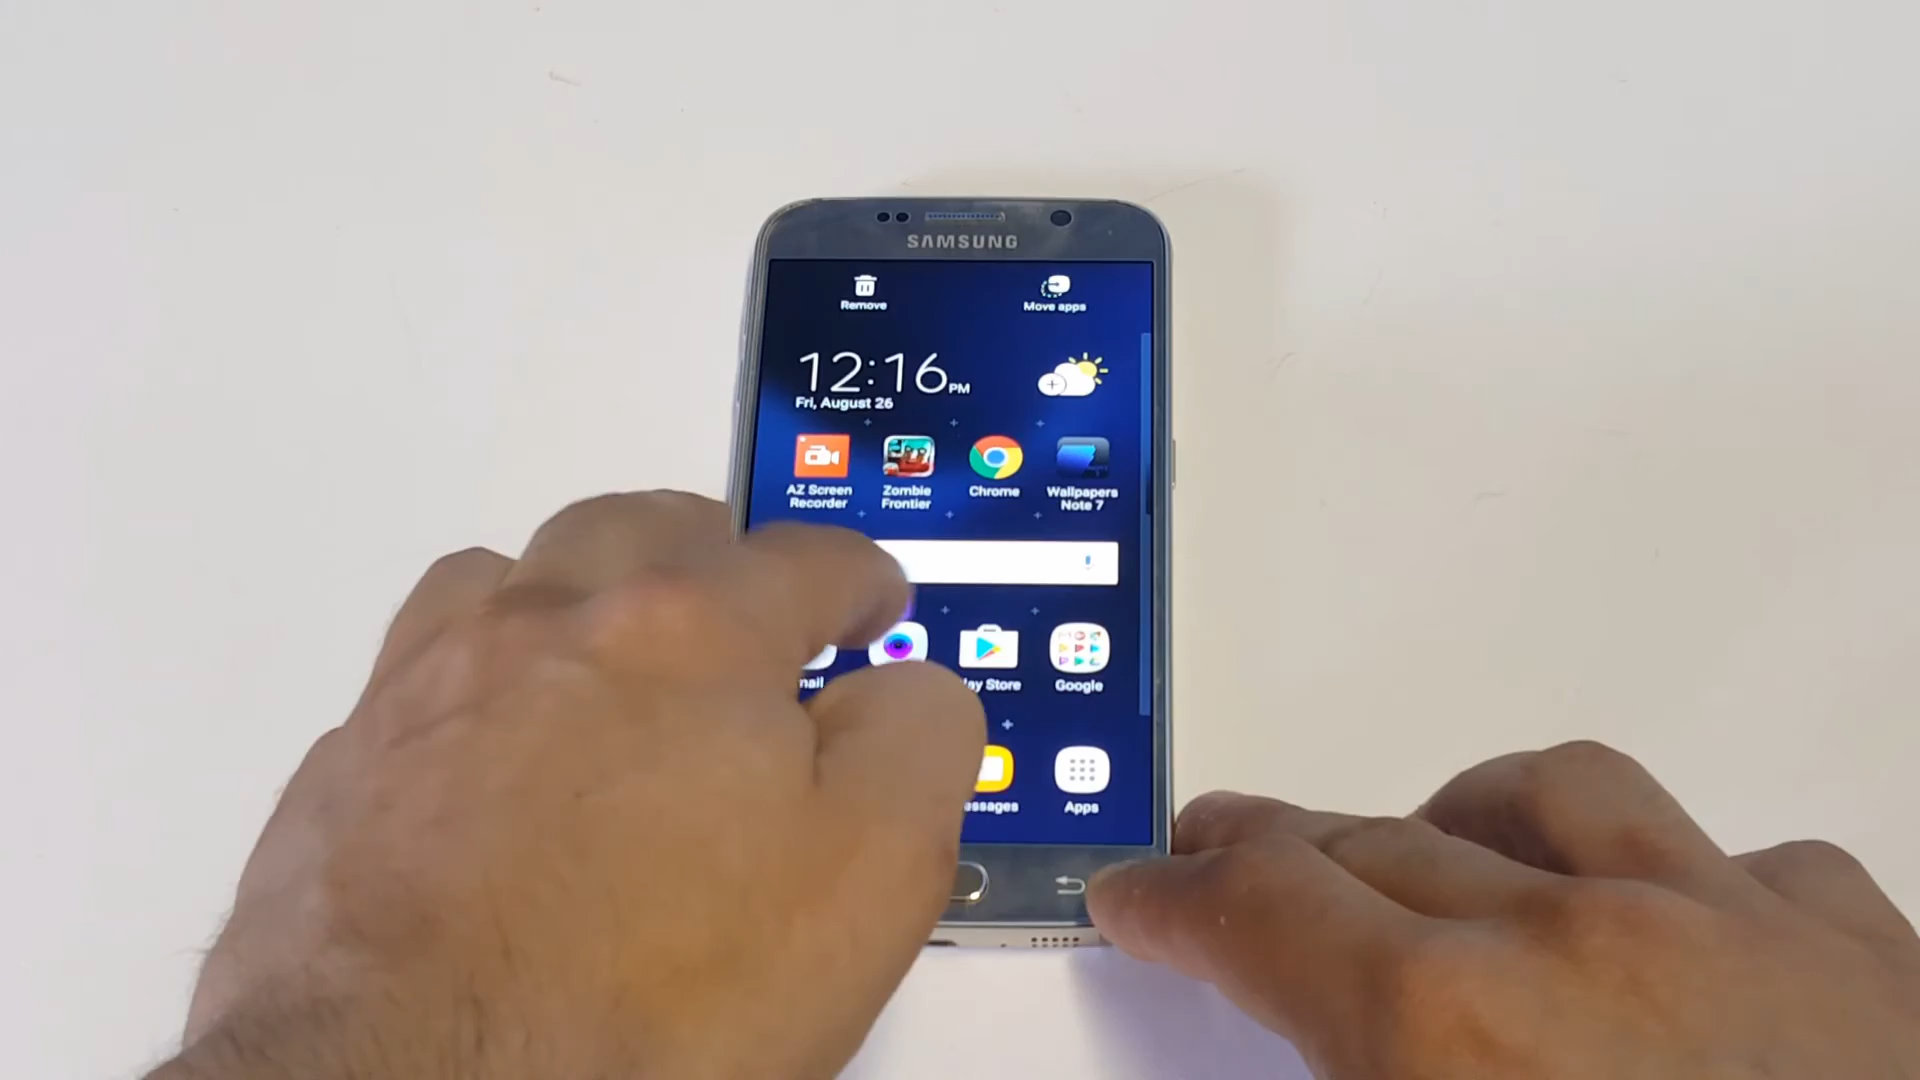 SAMSUNG
Remove
Move apps
12:16PM
Fri, August 26
AZ Screen
Recorder
Zombie
Frontier
Chrome
Wallpapers
Note 7
Google
Store
Apps